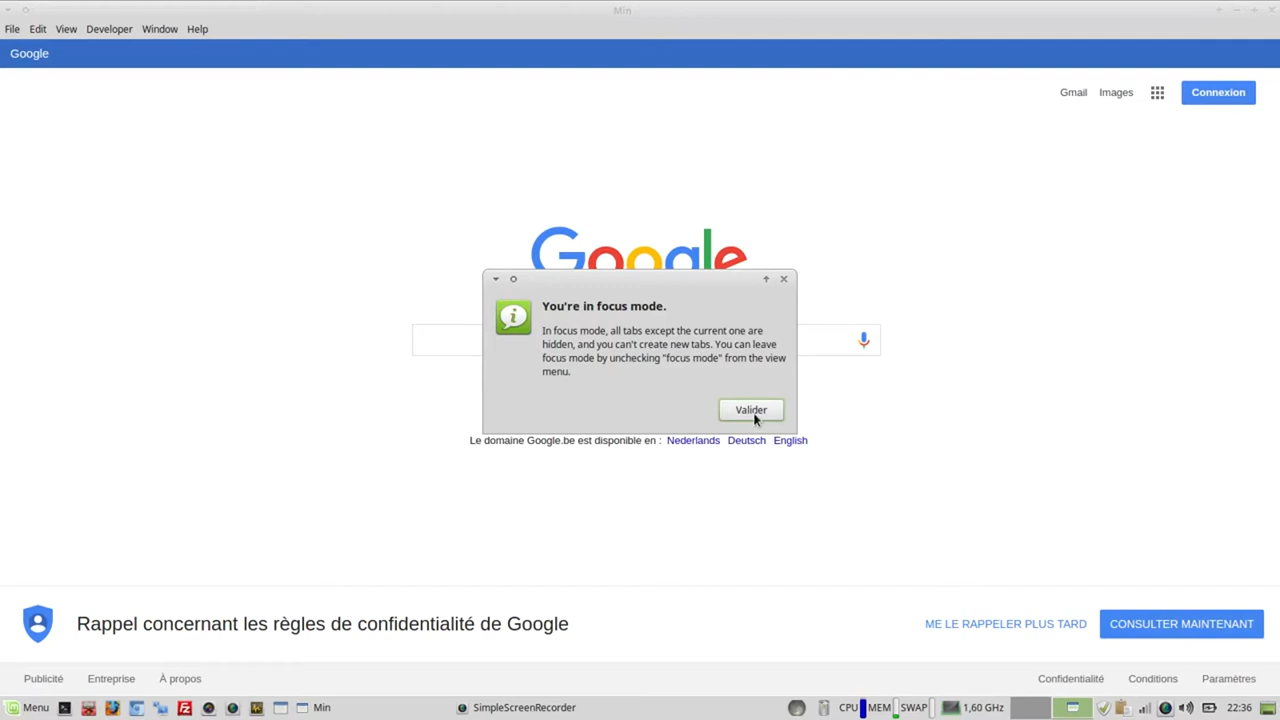 Min
File Edit View Developer Window Help
Google
Gmail Images Connexion
Google
You're in focus mode.
In focus mode, all tabs except the current one are
hidden, and you can't create new tabs. You can leave
focus mode by unchecking "focus mode" from the view
menu.
Valider
Le domaine Google.be est disponible en : Nederlands Deutsch English
Rappel concernant les règles de confidentialité de Google
ME LE RAPPELER PLUS TARD CONSULTER MAINTENANT
Publicité Entreprise À propos Confidentialité Conditions Paramètres
Menu Min SimpleScreenRecorder CPU MEM SWAP 1,60 GHz 22:36